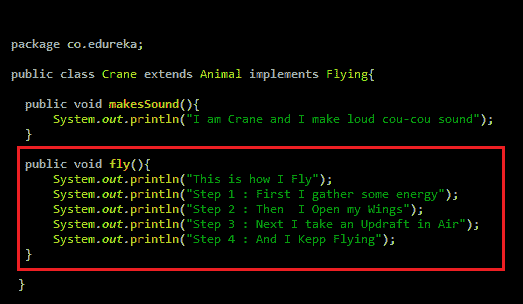 package co.edureka;
public class Crane extends Animal implements Flying{
public void makesSound(){
System.out.println("I am Crane and I make loud cou-cou sound");
}
public void fly(){
System.out.println("This is how I Fly");
System.out.println("Step 1 : First I gather some energy");
System.out.println("Step 2 : Then  I Open my Wings");
System.out.println("Step 3 : Next I take an Updraft in Air");
System.out.println("Step 4 : And I Kepp Flying");
}
}